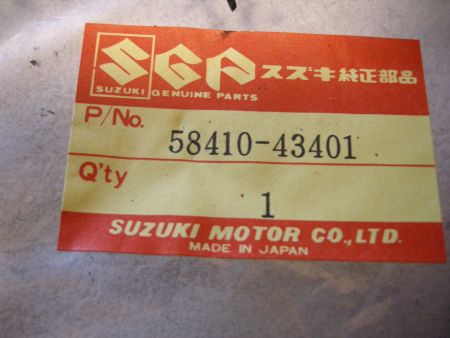 SGP スズキ純正部品
SUZUKI GENUINE PARTS
P/No. 58410-43401
Q'ty 1
SUZUKI MOTOR CO.,LTD.
MADE IN JAPAN